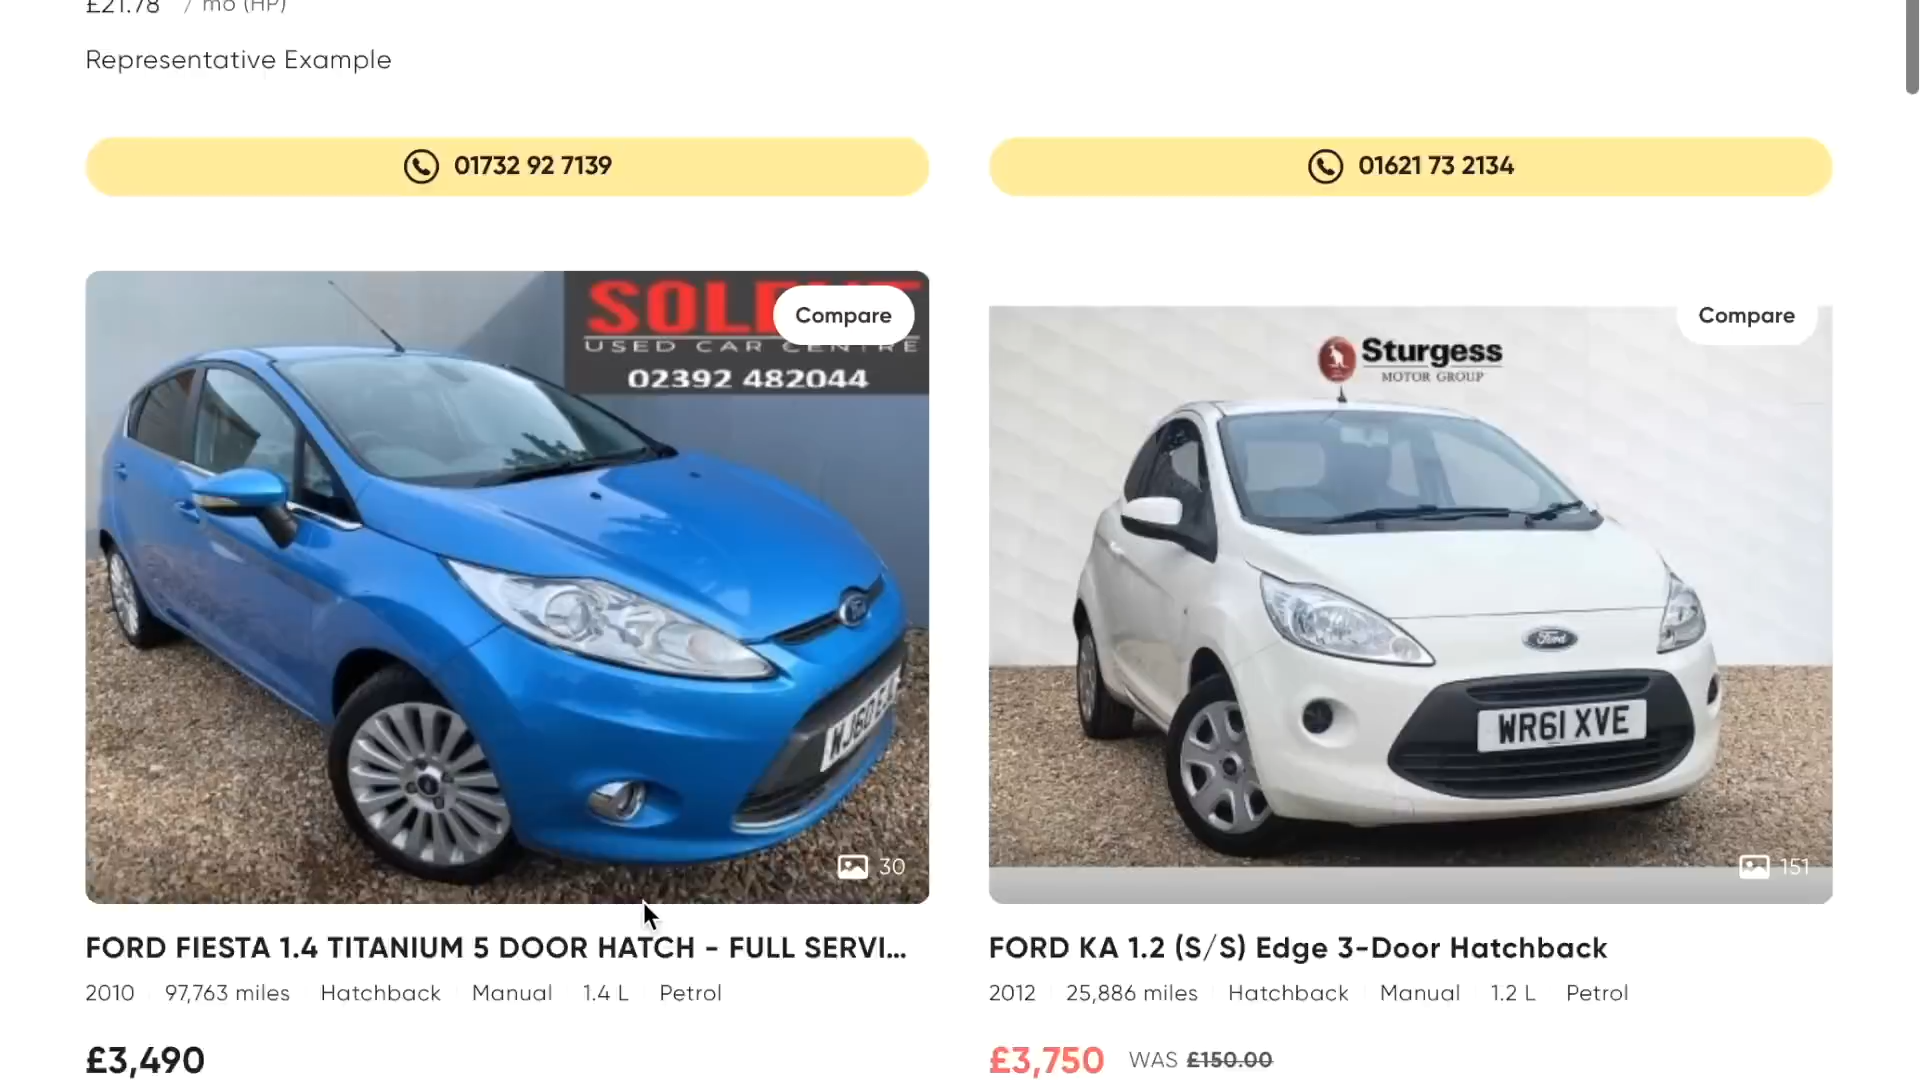 £21.78 / mo (HP)
Representative Example
01732 92 7139
01621 73 2134
Compare
USED CAR CENTRE
02392 482044
Compare
Sturgess
MOTOR GROUP
Ford
WR61 XVE
30
151
FORD FIESTA 1.4 TITANIUM 5 DOOR HATCH - FULL SERVI...
2010 97,763 miles Hatchback Manual 1.4 L Petrol
£3,490
FORD KA 1.2 (S/S) Edge 3-Door Hatchback
2012 25,886 miles Hatchback Manual 1.2 L Petrol
£3,750 WAS £150.00